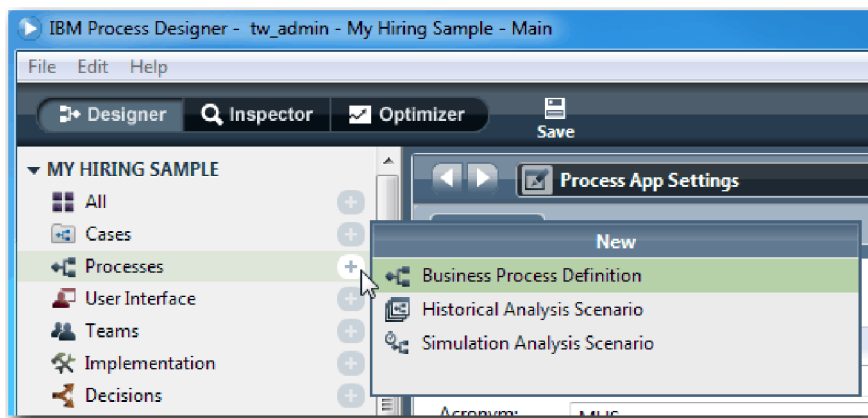 IBM Process Designer - tw_admin - My Hiring Sample - Main
File Edit Help
Designer Inspector Optimizer Save
MY HIRING SAMPLE
Process App Settings
All
Cases
New
Processes
Business Process Definition
User Interface
Historical Analysis Scenario
Teams
Simulation Analysis Scenario
Implementation
Decisions
Acronym: